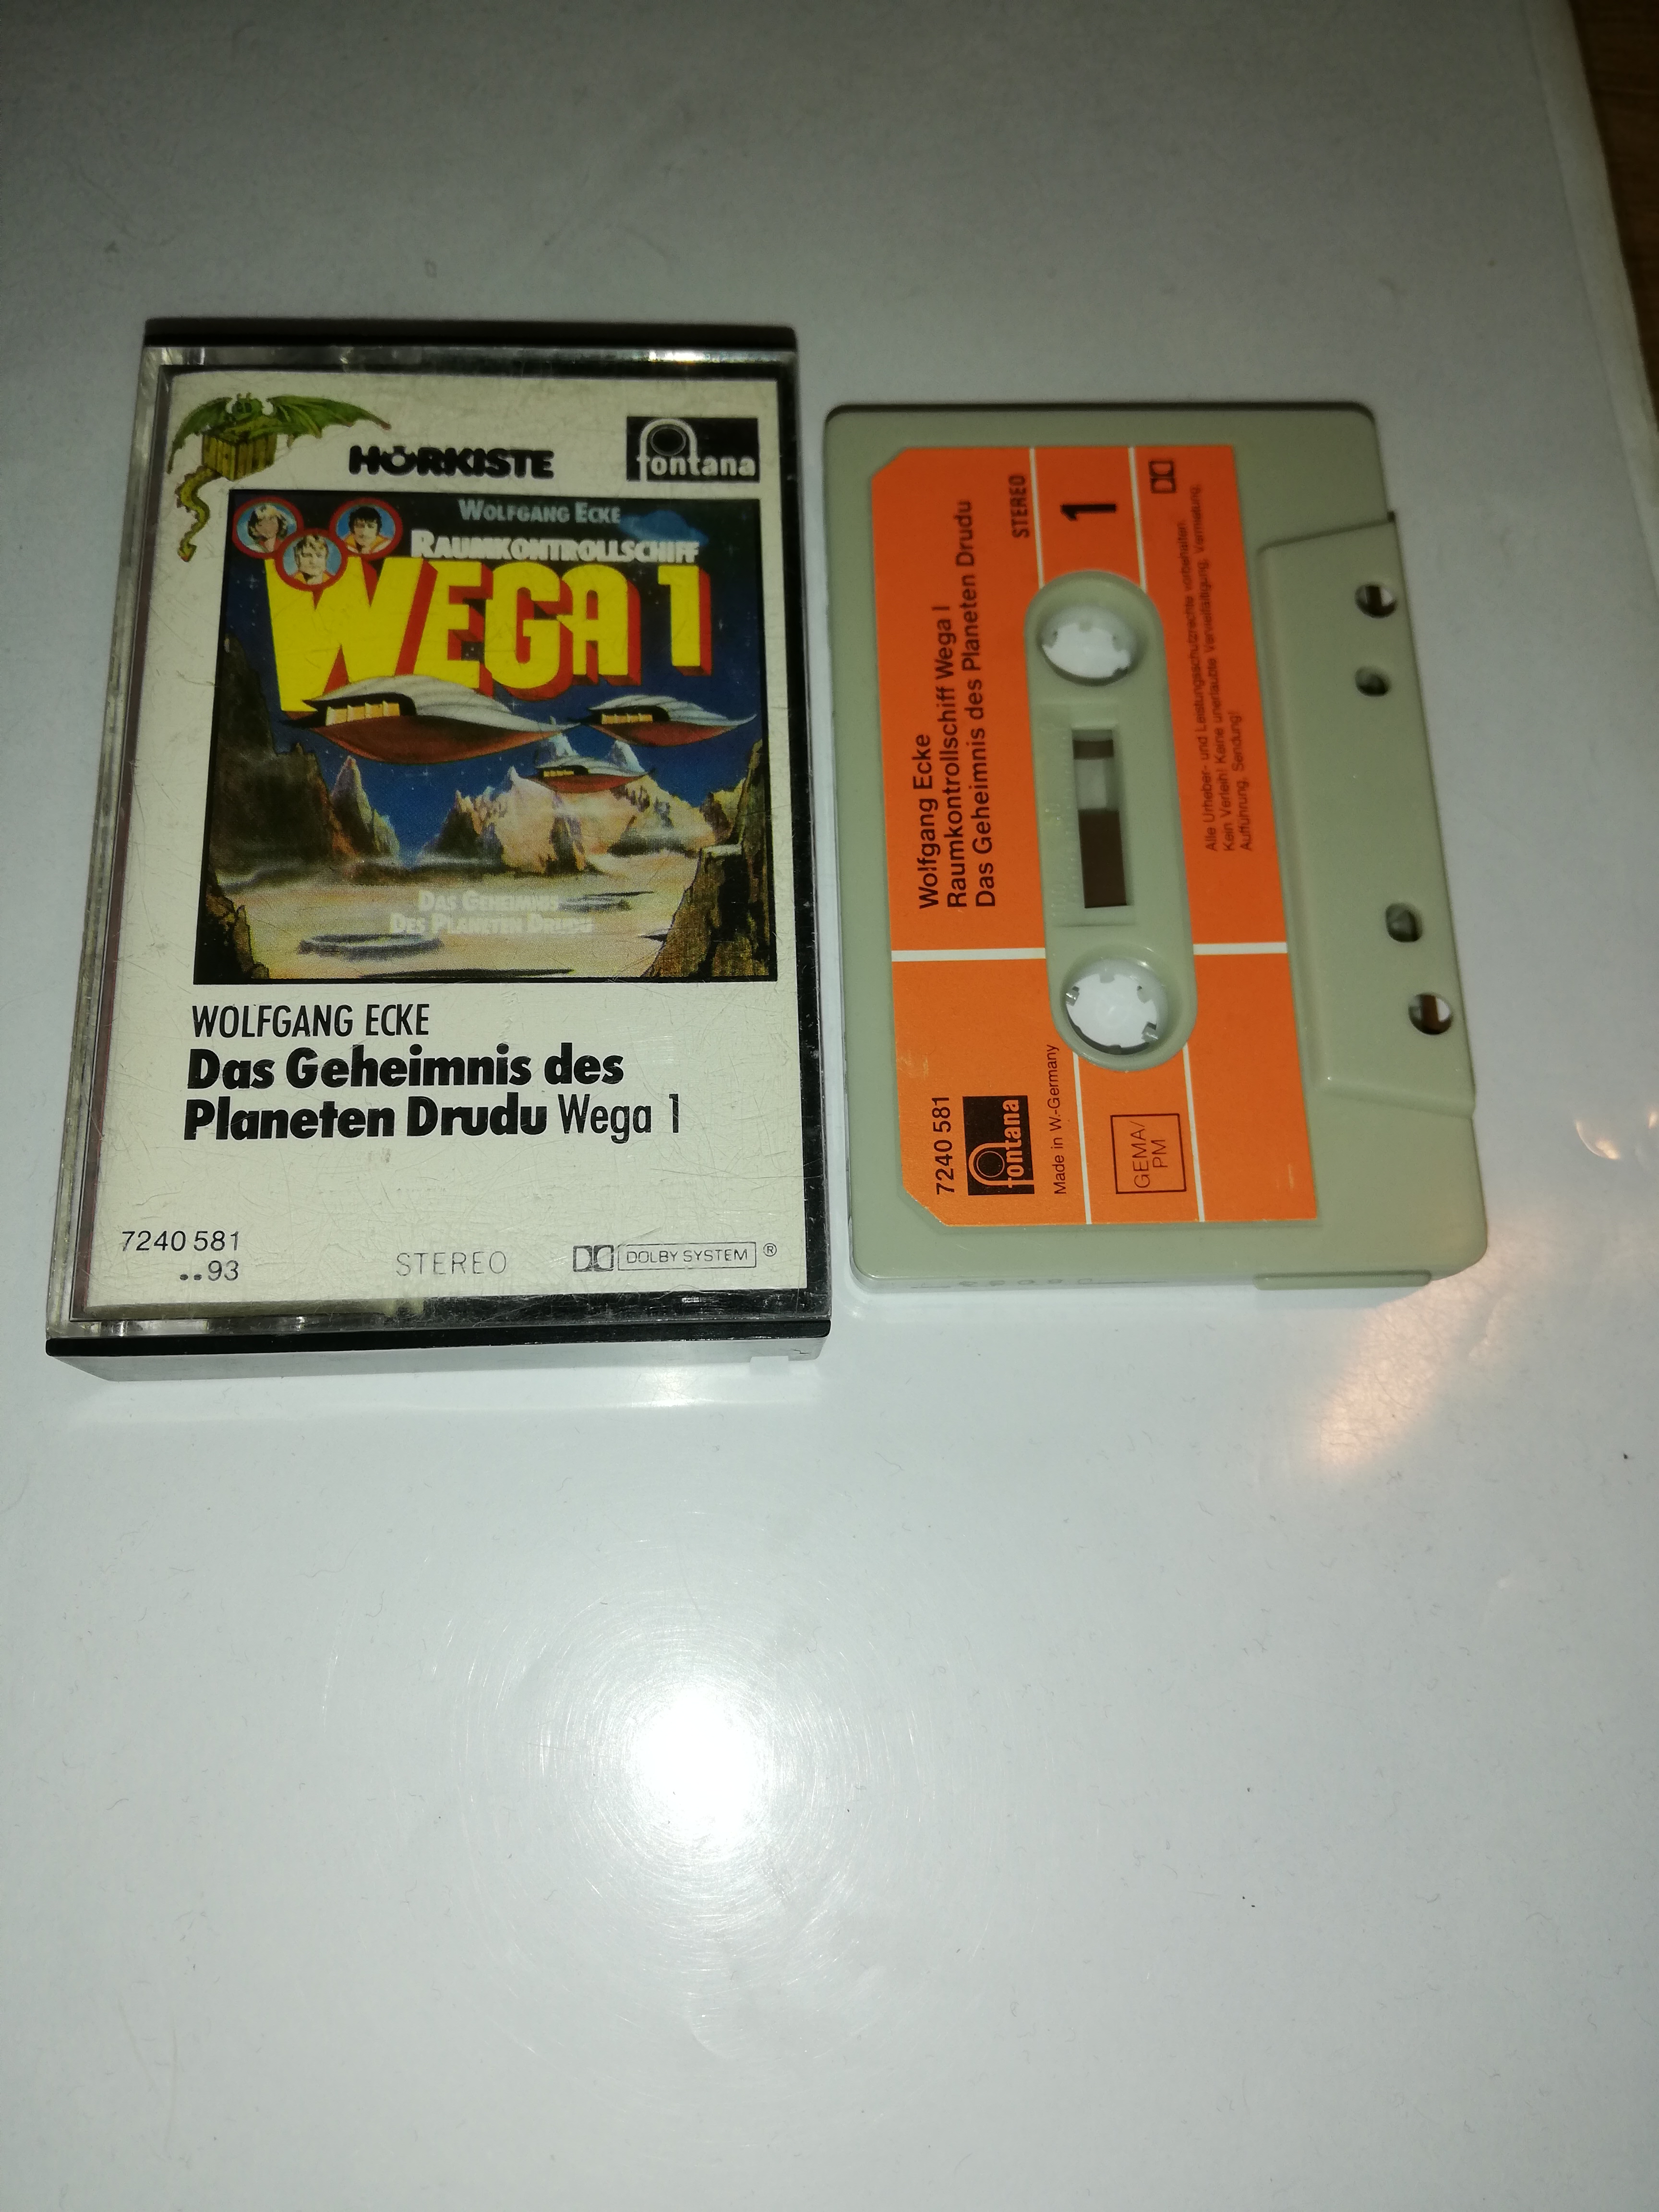 HÖRKISTE
fontana
WOLFGANG ECKE
RAUMKONTROLLSCHIFF
WEGA 1
DAS GEHEIMNIS
DES PLANETEN DRUDU
WOLFGANG ECKE
Das Geheimnis des
Planeten Drudu Wega 1
7240 581
..93
STEREO
DOLBY SYSTEM ®
Wolfgang Ecke
Raumkontrollschiff Wega I
Das Geheimnis des Planeten Drudu
STEREO
1
7240 581
fontana
Made in W.-Germany
GEMA/
PM
Alle Urheber- und Leistungsschutzrechte vorbehalten.
Kein Verleih! Keine unerlaubte Vervielfältigung, Vermietung,
Aufführung, Sendung!